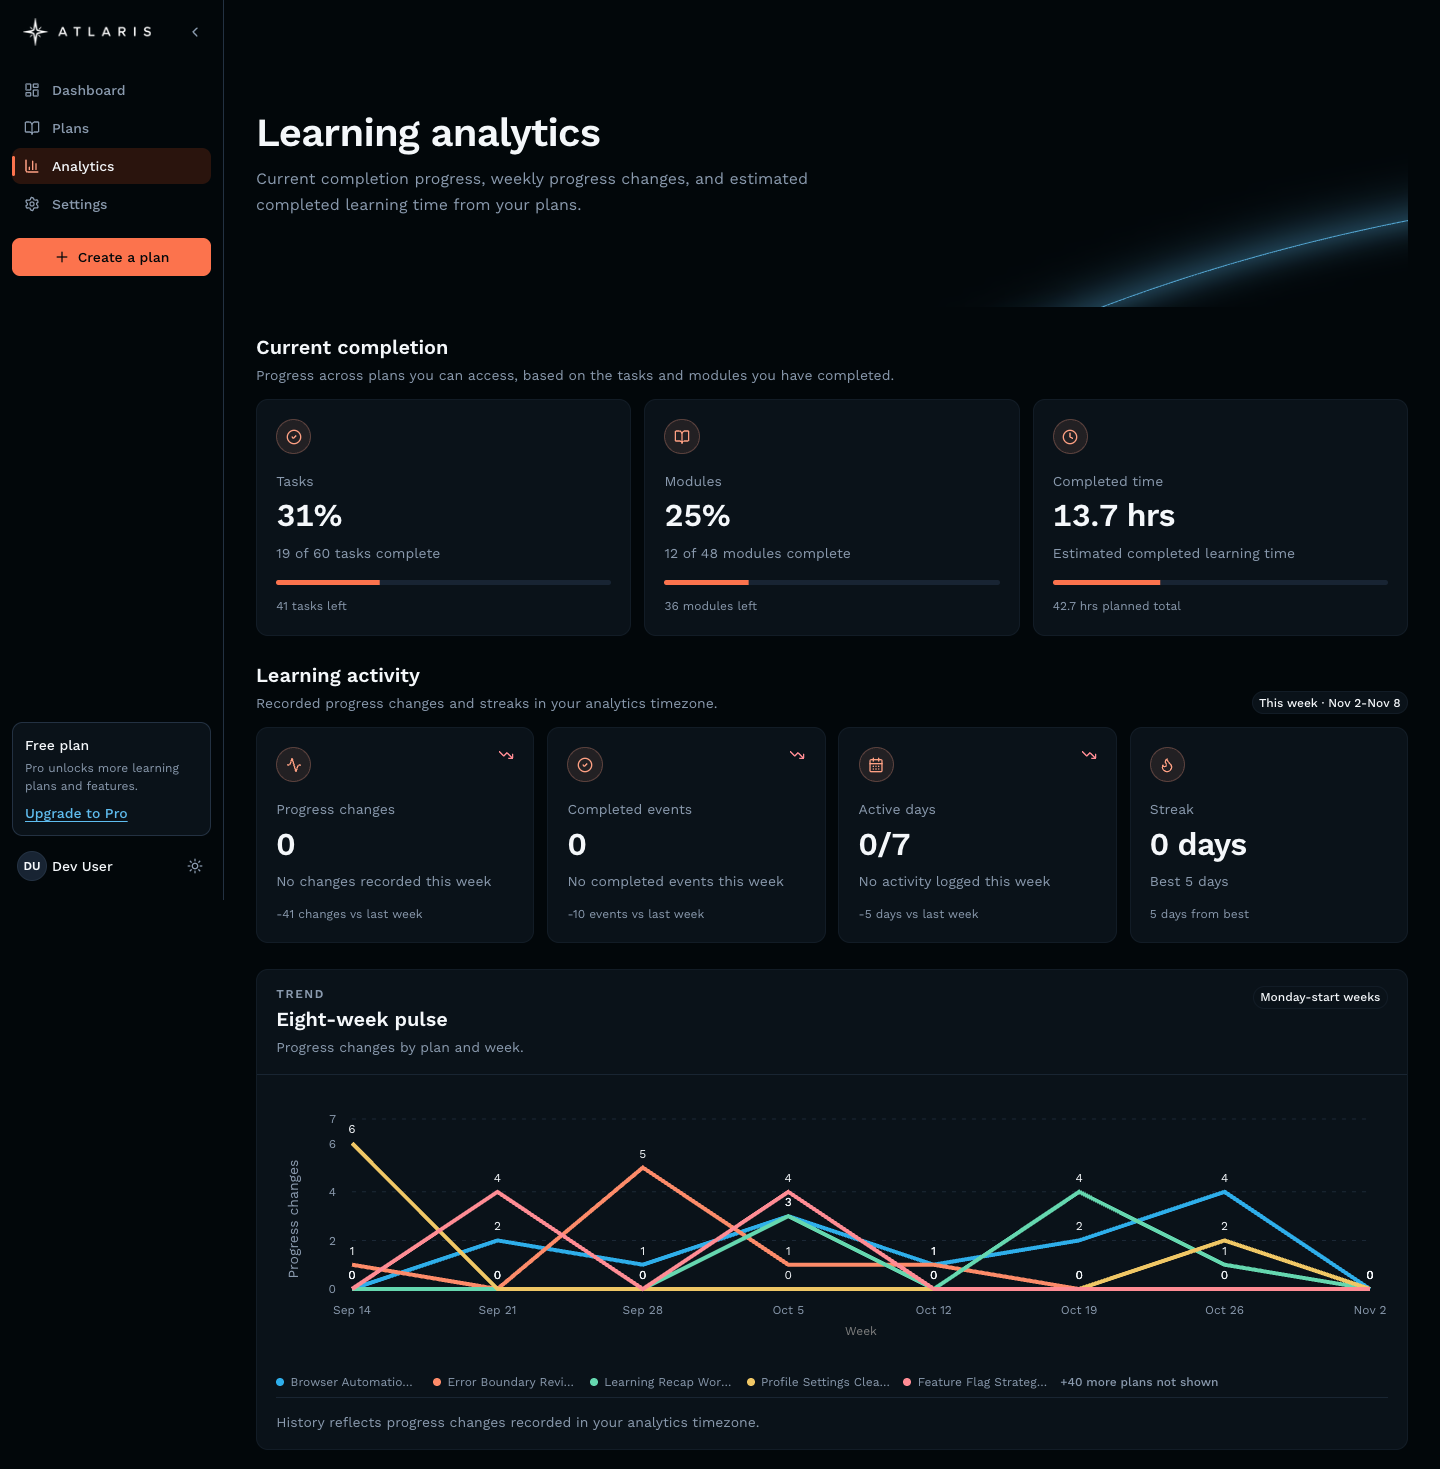 ATLARIS
Dashboard
Plans
Analytics
Settings
+ Create a plan
Free plan
Pro unlocks more learning
plans and features.
Upgrade to Pro
DU Dev User
Learning analytics
Current completion progress, weekly progress changes, and estimated
completed learning time from your plans.
Current completion
Progress across plans you can access, based on the tasks and modules you have completed.
Tasks
31%
19 of 60 tasks complete
41 tasks left
Modules
25%
12 of 48 modules complete
36 modules left
Completed time
13.7 hrs
Estimated completed learning time
42.7 hrs planned total
Learning activity
Recorded progress changes and streaks in your analytics timezone.
This week · Nov 2-Nov 8
Progress changes
0
No changes recorded this week
-41 changes vs last week
Completed events
0
No completed events this week
-10 events vs last week
Active days
0/7
No activity logged this week
-5 days vs last week
Streak
0 days
Best 5 days
5 days from best
TREND
Eight-week pulse
Progress changes by plan and week.
Monday-start weeks
Progress changes
7
6
4
2
0
6
1
0
4
2
0
5
1
0
4
3
1
0
1
0
4
2
0
4
2
1
0
0
Sep 14 Sep 21 Sep 28 Oct 5 Oct 12 Oct 19 Oct 26 Nov 2
Week
Browser Automatio... Error Boundary Revi... Learning Recap Wor... Profile Settings Clea... Feature Flag Strateg... +40 more plans not shown
History reflects progress changes recorded in your analytics timezone.